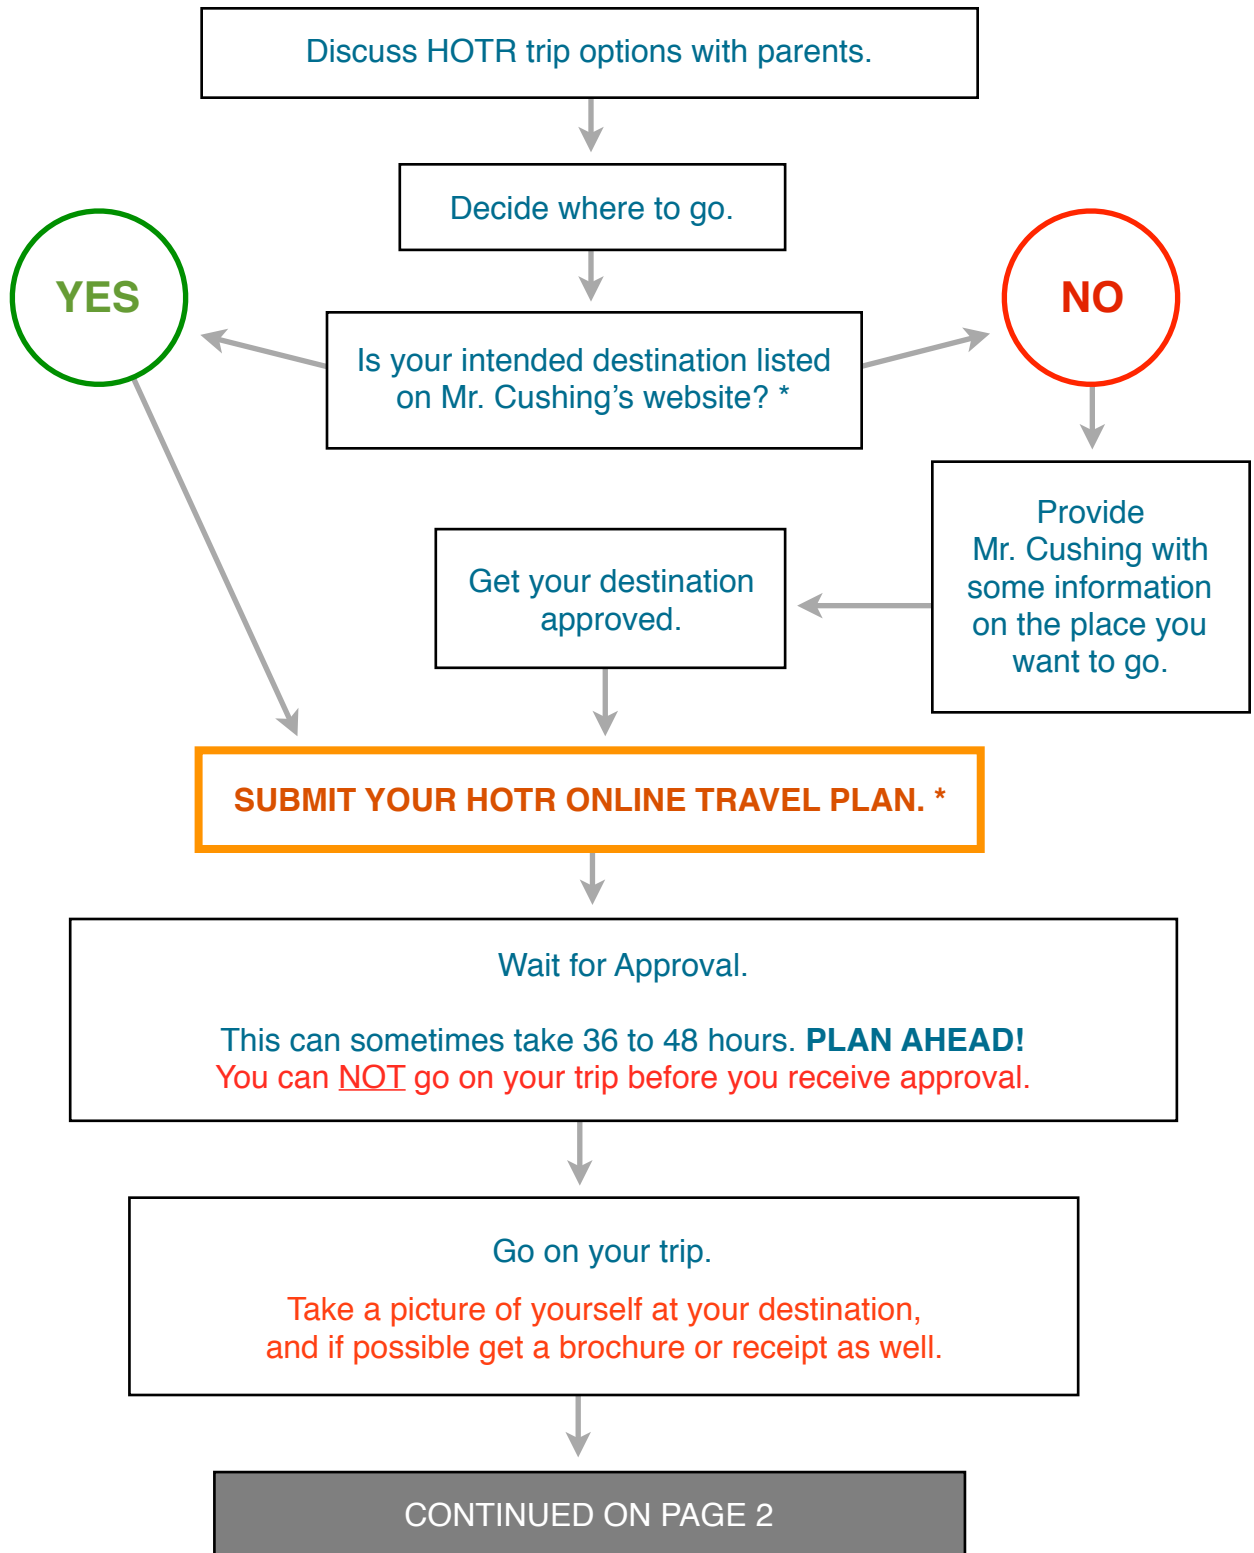 Discuss HOTR trip options with parents.
Decide where to go.
YES
NO
Is your intended destination listed
on Mr. Cushing's website? *
Provide
Mr. Cushing with
some information
on the place you
want to go.
Get your destination
approved.
SUBMIT YOUR HOTR ONLINE TRAVEL PLAN. *
Wait for Approval.
This can sometimes take 36 to 48 hours. PLAN AHEAD!
You can NOT go on your trip before you receive approval.
Go on your trip.
Take a picture of yourself at your destination,
and if possible get a brochure or receipt as well.
CONTINUED ON PAGE 2